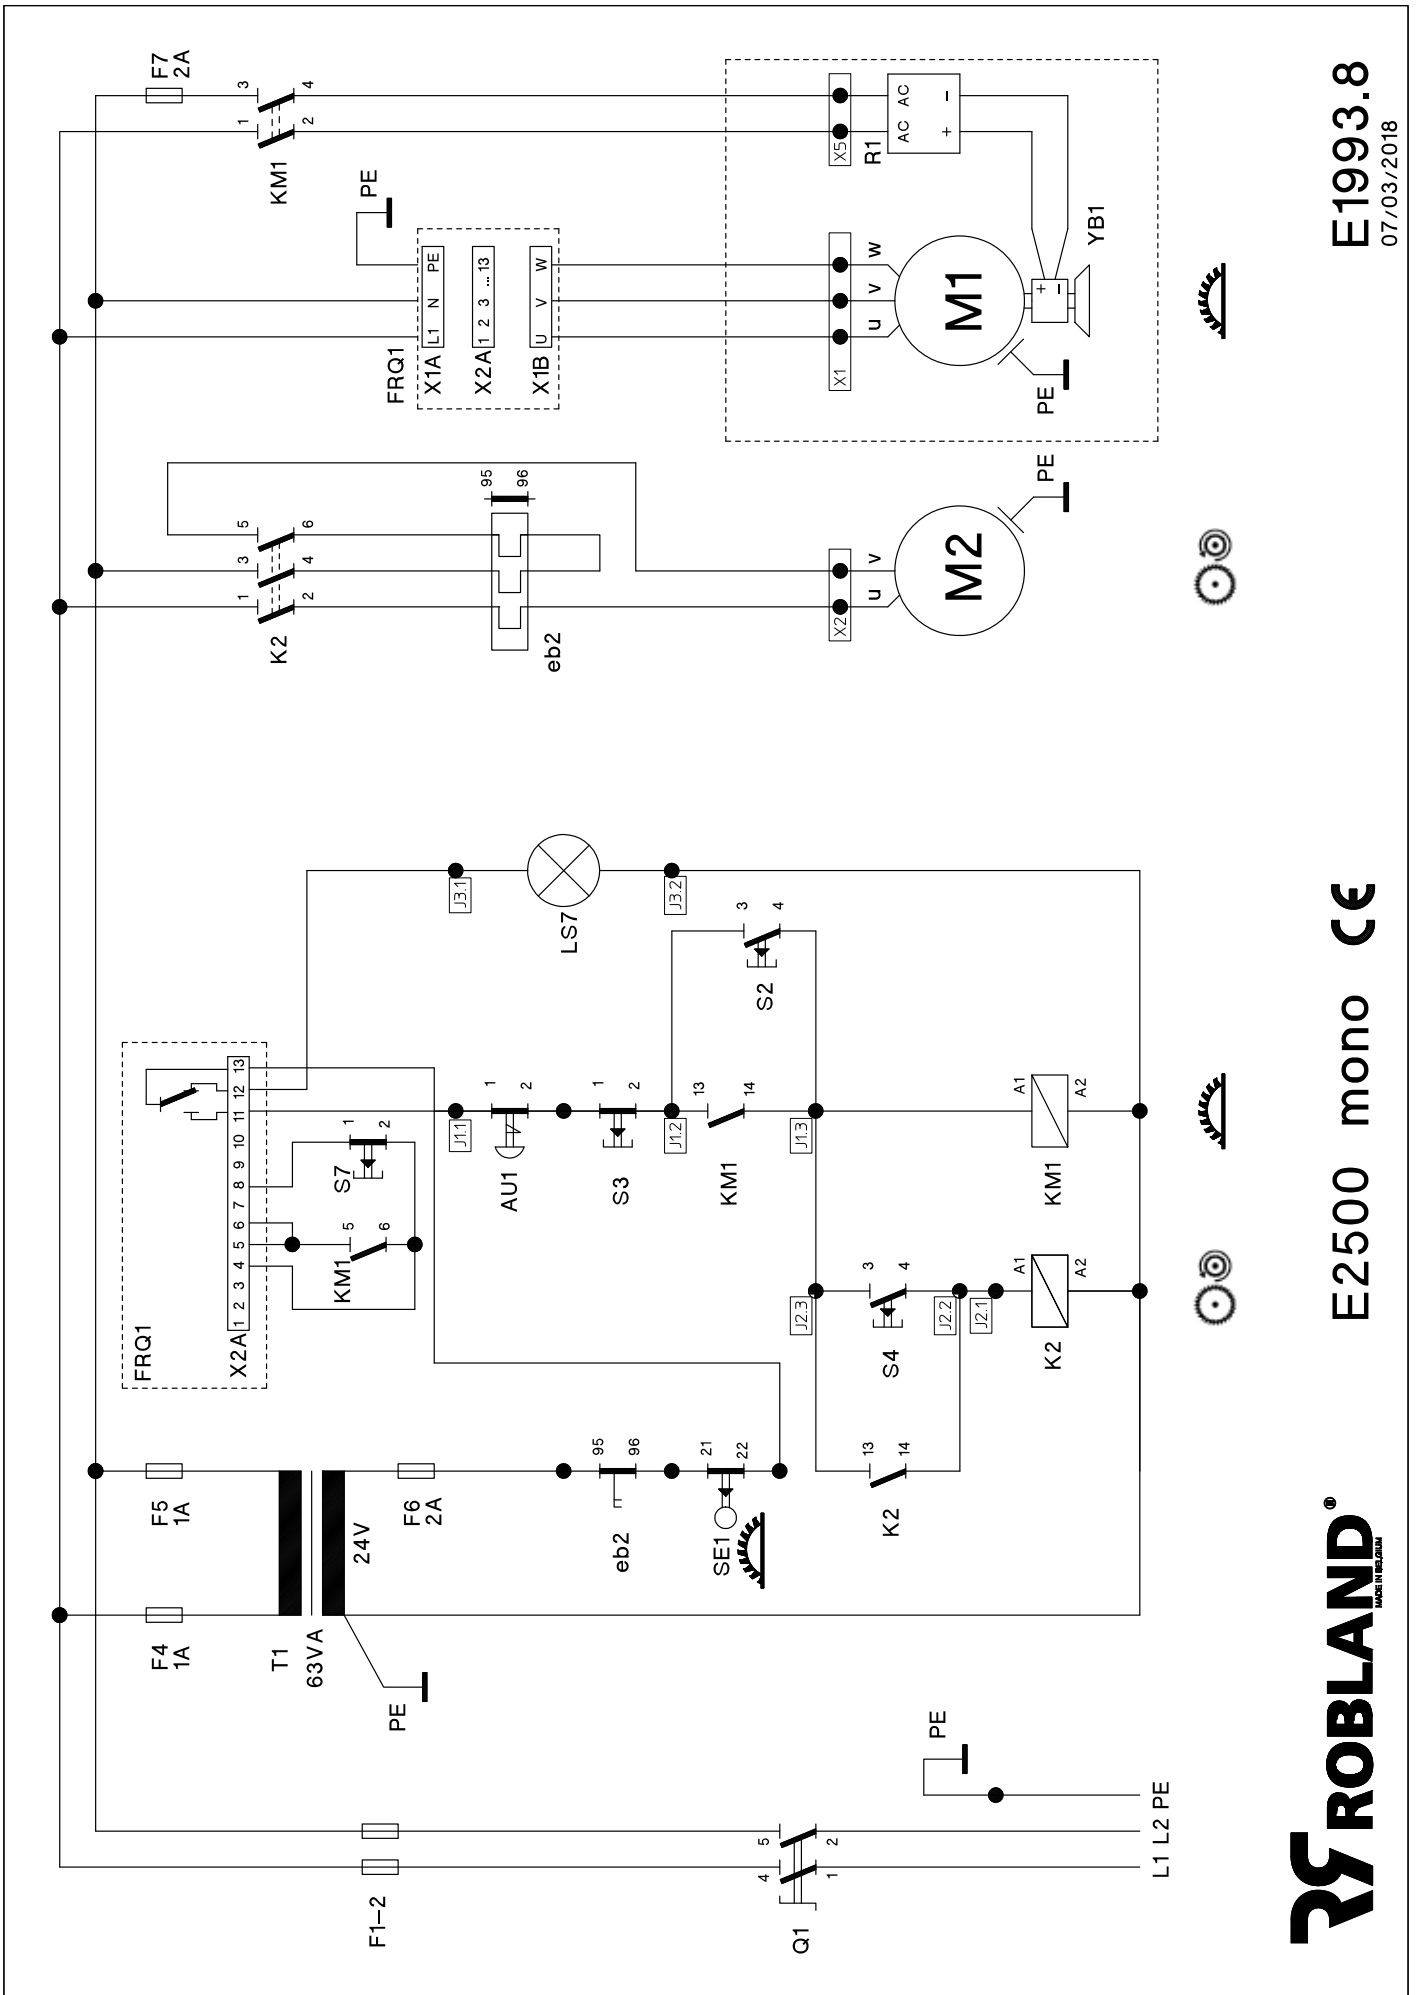 F1-2
Q1
4
5
1
2
L1 L2 PE
PE
F4
1A
F5
1A
T1
63VA
24V
PE
F6
2A
eb2
95
96
SE1
21
22
FRQ1
X2A
1 2 3 4 5 6 7 8 9 10 11 12 13
KM1
5
6
S7
1
2
J1.1
AU1
1
2
S3
1
2
J1.2
KM1
13
14
J1.3
S2
3
4
J3.1
LS7
J3.2
K2
13
14
J2.3
S4
3
4
J2.2
J2.1
K2
A1
A2
KM1
A1
A2
K2
1
3
5
2
4
6
eb2
95
96
X2
u
v
M2
PE
FRQ1
X1A
L1 N PE
X2A
1 2 3 ... 13
X1B
U V W
PE
X1
u
v
w
M1
PE
YB1
+
-
KM1
1
3
2
4
F7
2A
X5
R1
AC AC
+ -
ROBLAND®
MADE IN BELGIUM
E2500 mono CE
E1993.8
07/03/2018